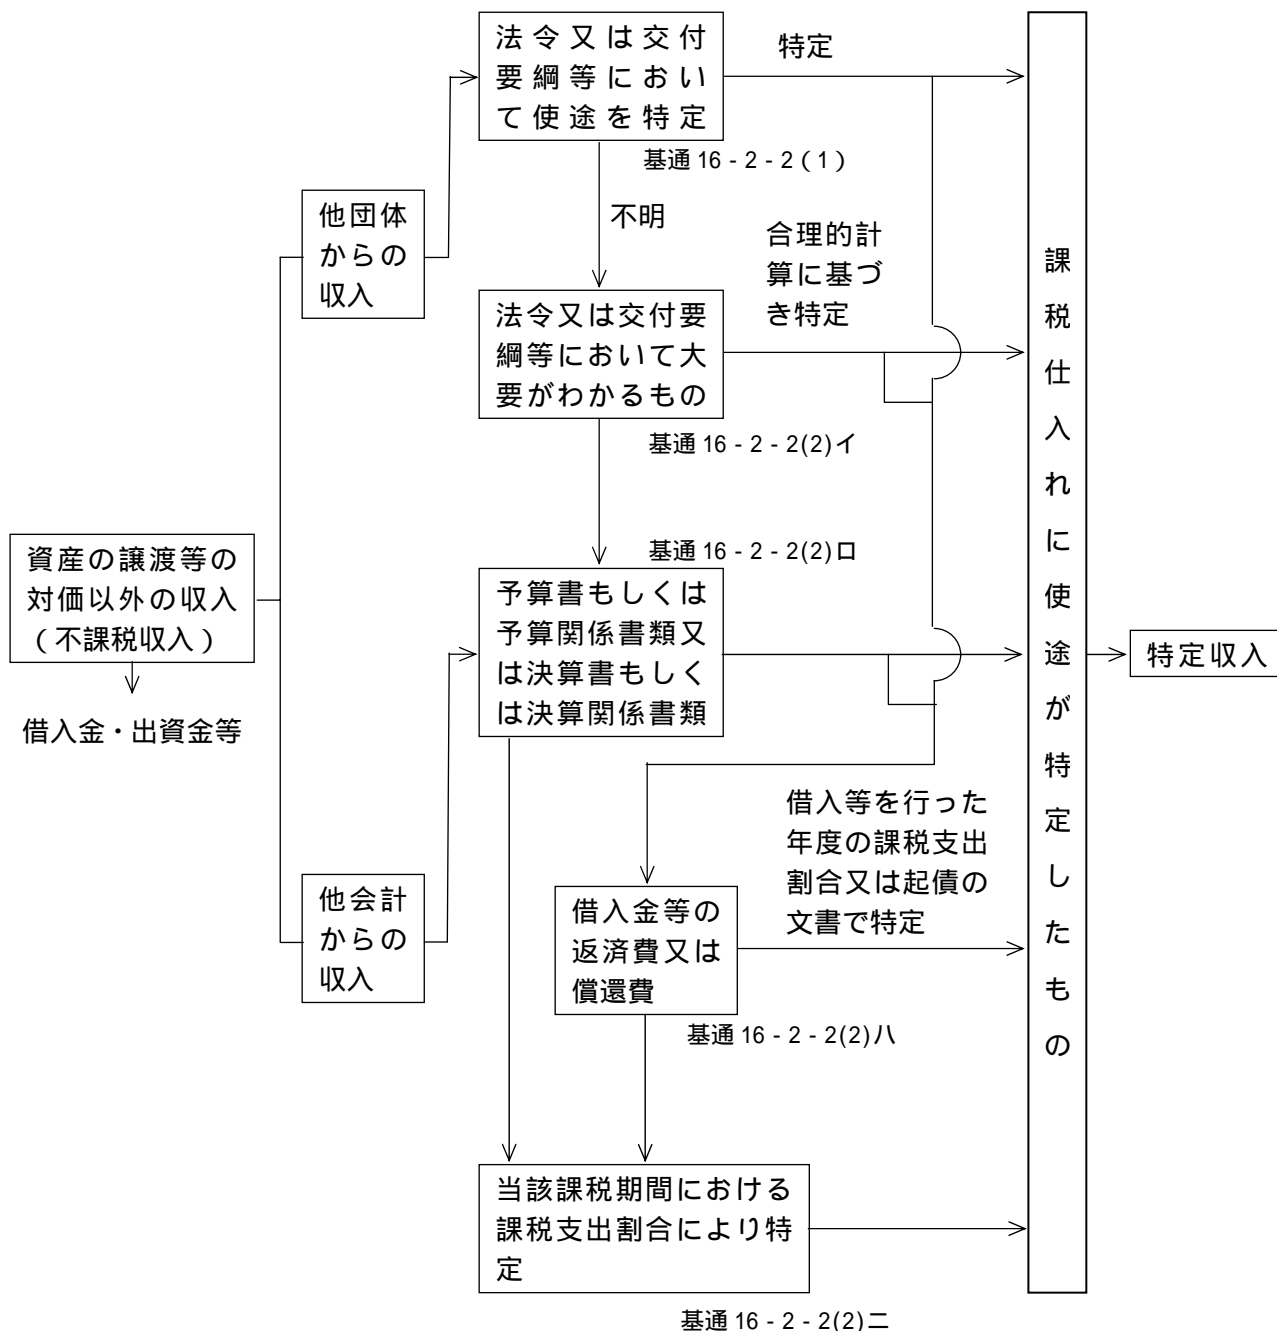 法令又は交付
要綱等におい
て使途を特定
特定
基通 16 - 2 - 2 ( 1 )
他団体
からの
収入
不明
合理的計
算に基づ
き特定
法令又は交付要
綱等において大
要がわかるもの
基通 16 - 2 - 2(2)イ
基通 16 - 2 - 2(2)ロ
資産の譲渡等の
対価以外の収入
（不課税収入）
借入金・出資金等
予算書もしくは
予算関係書類又
は決算書もしく
は決算関係書類
他会計
からの
収入
借入等を行った
年度の課税支出
割合又は起債の
文書で特定
借入金等の
返済費又は
償還費
基通 16 - 2 - 2(2)ハ
当該課税期間における
課税支出割合により特
定
基通 16 - 2 - 2(2)ニ
課税仕入れに使途が特定したもの
特定収入